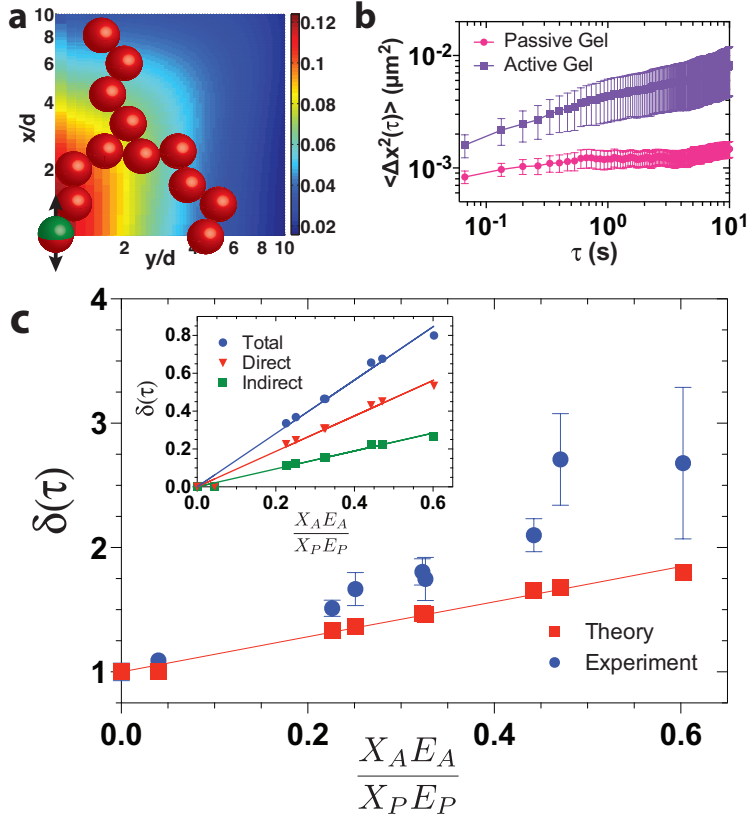 a
10
8
6
4
2
x/d
2
4
6
8
10
y/d
0.12
0.10
0.08
0.06
0.04
0.02
b
<Δx²(τ)> (μm²)
10⁻²
10⁻³
Passive Gel
Active Gel
10⁻¹
10⁰
10¹
τ (s)
c
δ(τ)
4
3
2
1
0.0
0.2
0.4
0.6
X_A E_A
X_P E_P
Theory
Experiment
δ(τ)
0.8
0.6
0.4
0.2
0.0
Total
Direct
Indirect
0.0
0.2
0.4
0.6
X_A E_A
X_P E_P